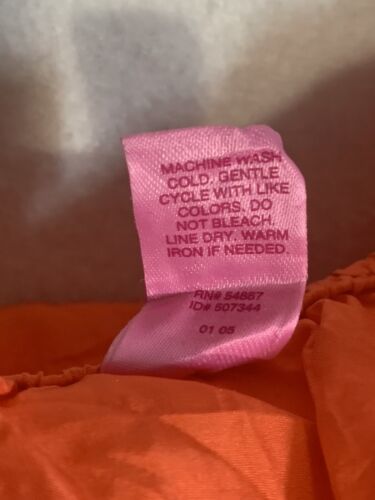 MACHINE WASH
COLD, GENTLE
CYCLE WITH LIKE
COLORS. DO
NOT BLEACH.
LINE DRY. WARM
IRON IF NEEDED.
RN# 54867
ID# 507344
01 05